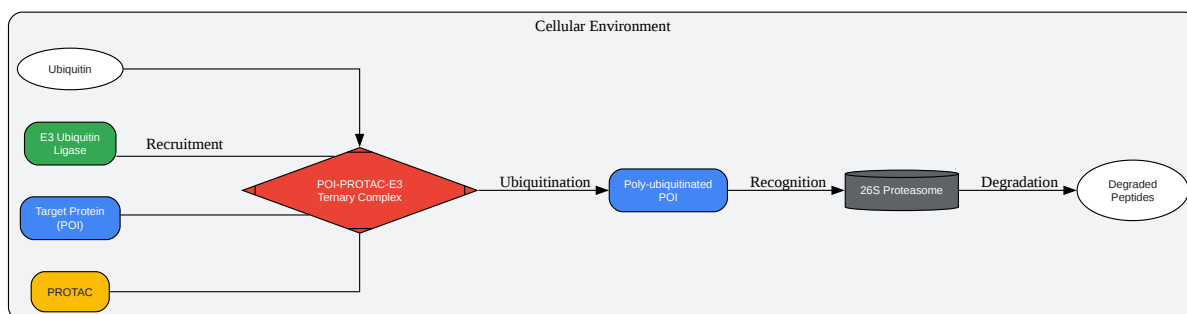 Cellular Environment
Ubiquitin
E3 Ubiquitin
Ligase
Recruitment
POI-PROTAC-E3
Ternary Complex
Target Protein
(POI)
PROTAC
Ubiquitination
Poly-ubiquitinated
POI
Recognition
26S Proteasome
Degradation
Degraded
Peptides